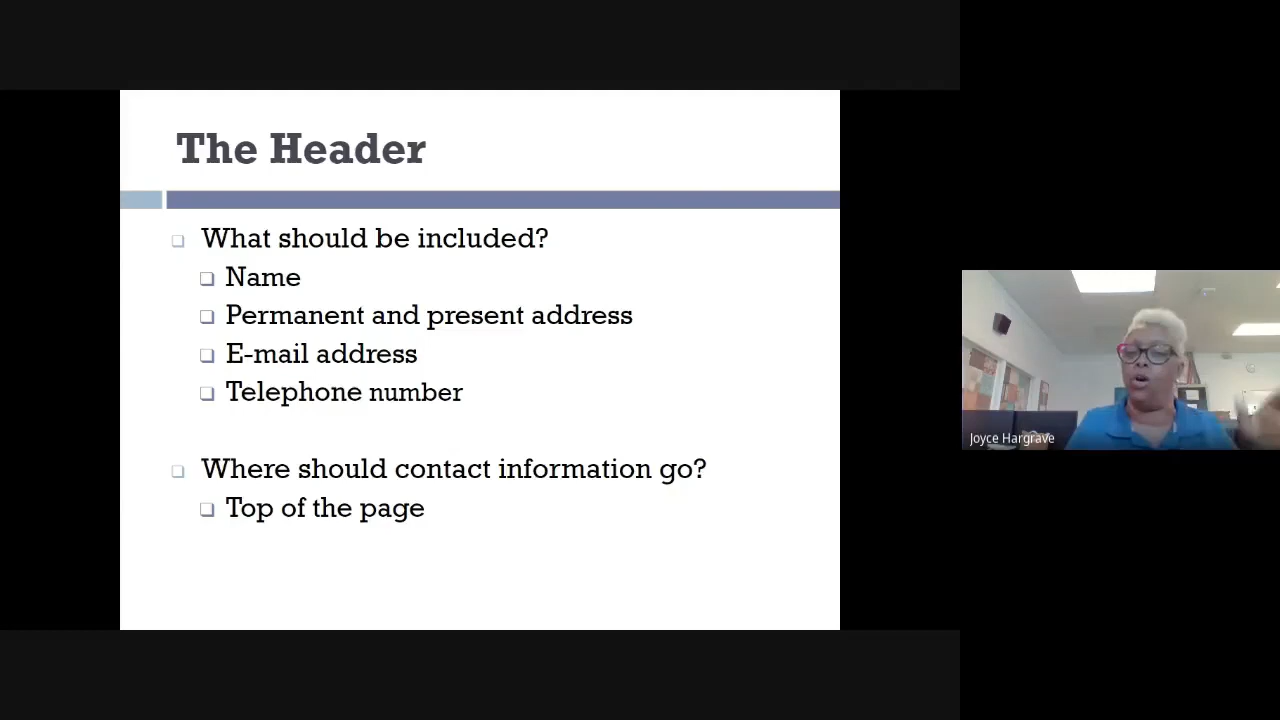 The Header
What should be included?
Name
Permanent and present address
E-mail address
Telephone number
Where should contact information go?
Top of the page
Joyce Hargrave